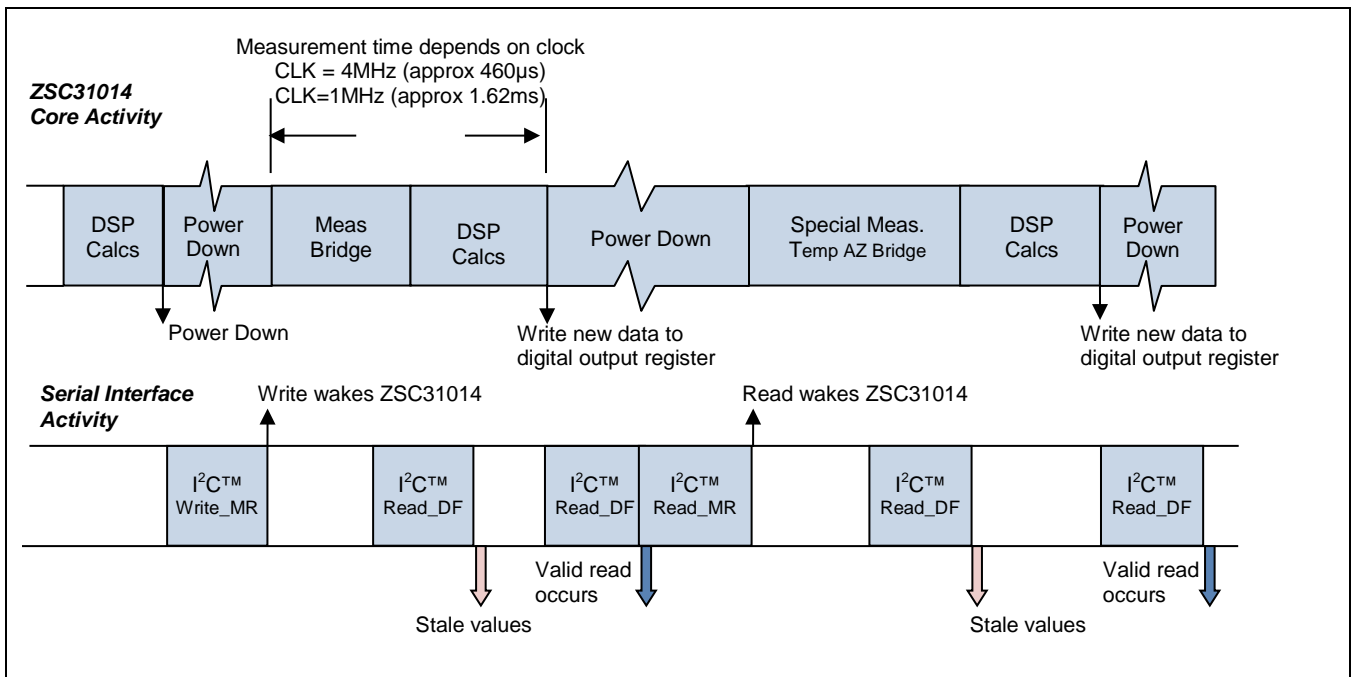 Measurement time depends on clock
CLK = 4MHz (approx 460µs)
CLK=1MHz (approx 1.62ms)
ZSC31014
Core Activity
DSP
Calcs
Power
Down
Meas
Bridge
DSP
Calcs
Power Down
Special Meas.
Temp AZ Bridge
DSP
Calcs
Power
Down
Power Down
Write new data to
digital output register
Write new data to
digital output register
Serial Interface
Activity
Write wakes ZSC31014
Read wakes ZSC31014
I²C™
Write_MR
I²C™
Read_DF
I²C™
Read_DF
I²C™
Read_MR
I²C™
Read_DF
I²C™
Read_DF
Stale values
Valid read
occurs
Stale values
Valid read
occurs